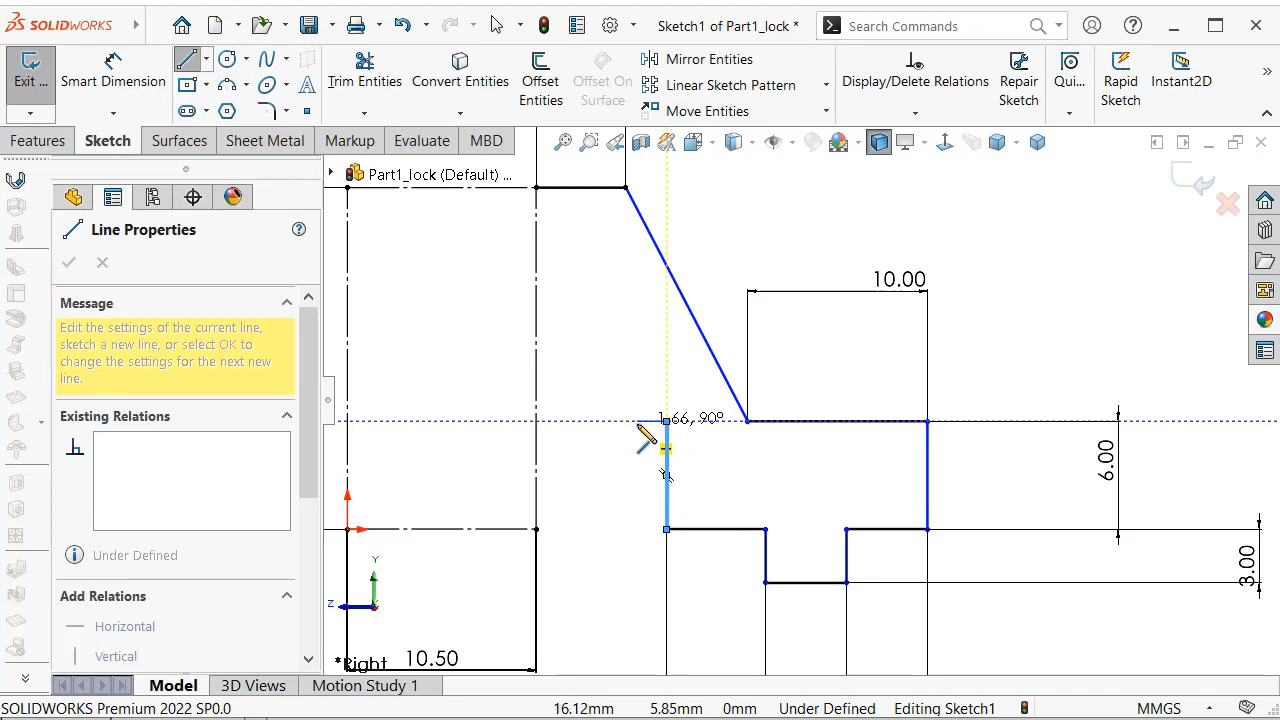 SOLIDWORKS
Sketch1 of Part1_lock *
Search Commands
Exit ...
Smart Dimension
Trim Entities
Convert Entities
Offset Entities
Offset On Surface
Mirror Entities
Linear Sketch Pattern
Move Entities
Display/Delete Relations
Repair Sketch
Qui...
Rapid Sketch
Instant2D
Features
Sketch
Surfaces
Sheet Metal
Markup
Evaluate
MBD
Part1_lock (Default) ...
Line Properties
Message
Edit the settings of the current line,
sketch a new line, or select OK to
change the settings for the next new
line.
Existing Relations
Under Defined
Add Relations
Horizontal
Vertical
10.00
66, 90°
6.00
3.00
Y
Z
*Right
10.50
Model
3D Views
Motion Study 1
SOLIDWORKS Premium 2022 SP0.0
16.12mm
5.85mm
0mm
Under Defined
Editing Sketch1
MMGS